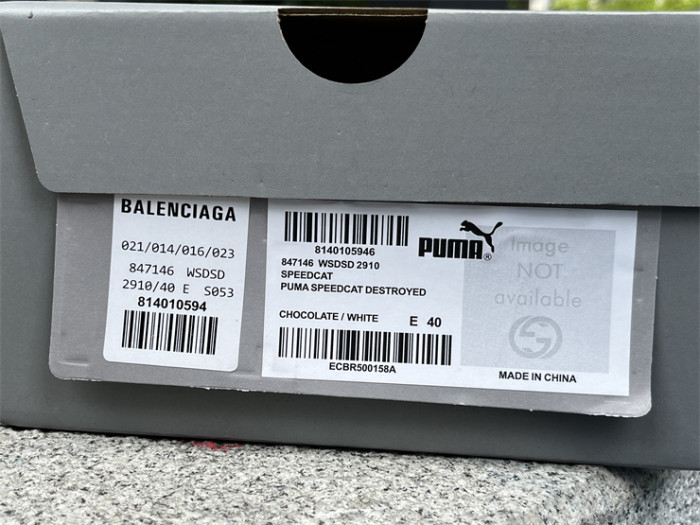 BALENCIAGA
021/014/016/023
847146 WSDSD
2910/40 E S053
814010594
8140105946
847146 WSDSD 2910
SPEEDCAT
PUMA SPEEDCAT DESTROYED
CHOCOLATE / WHITE E 40
ECBR500158A
PUMA®
Image
NOT
available
MADE IN CHINA